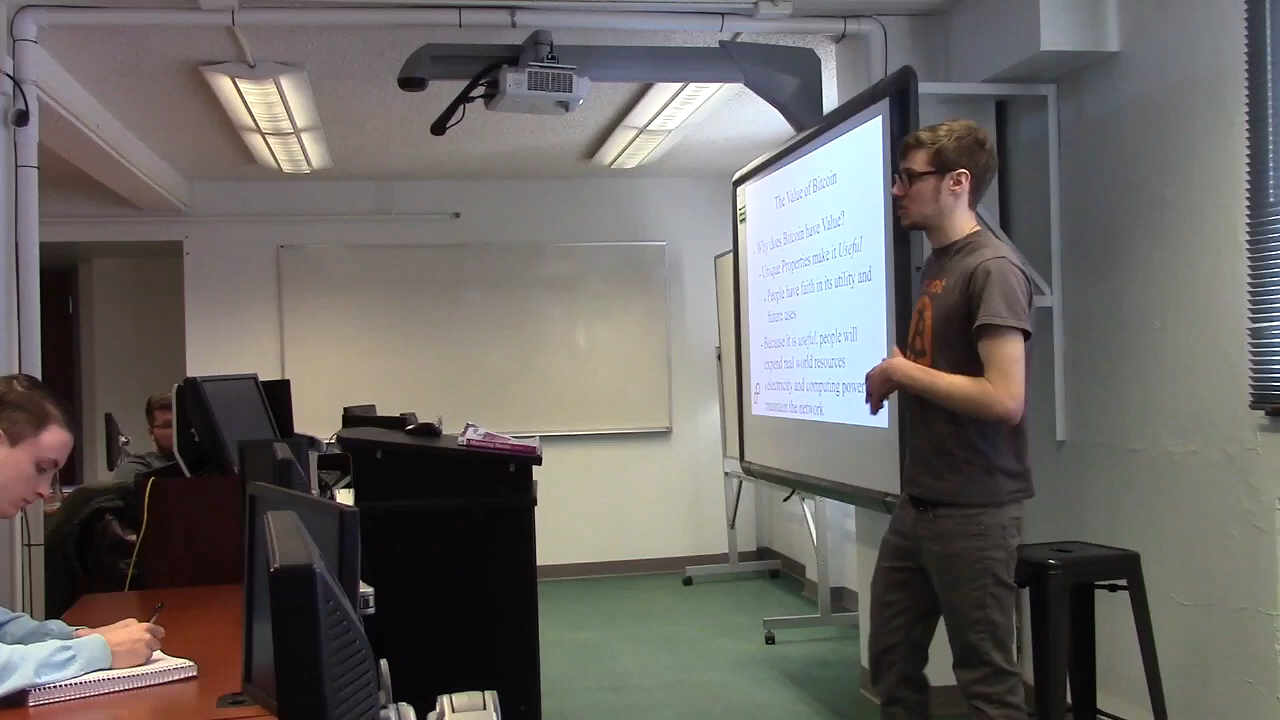 The Value of Bitcoin
Why does Bitcoin have Value?
- Unique Properties make it Useful
- People have faith in its utility and
future uses
- Because it is useful, people will
expend real world resources
(electricity and computing power
maintain the network